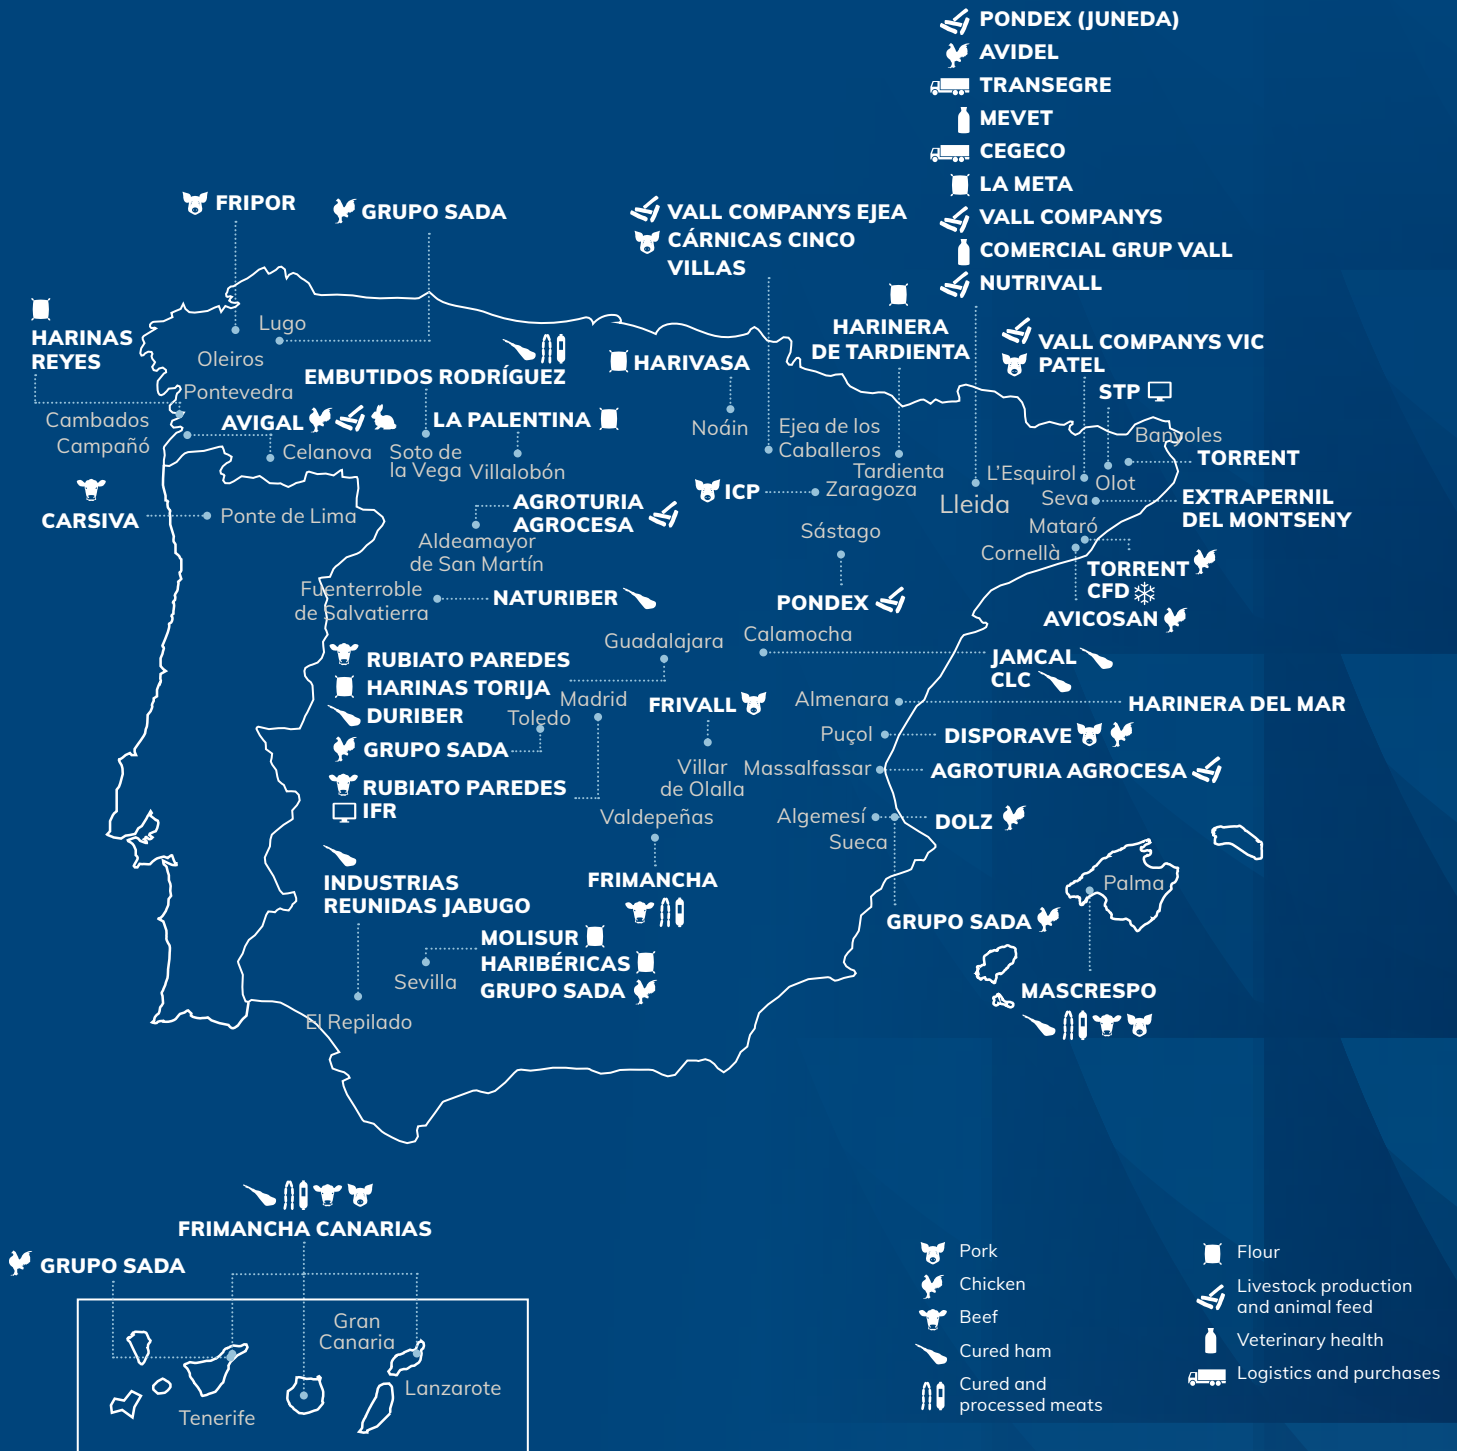 PONDEX (JUNEDA)
AVIDEL
TRANSEGRE
MEVET
CEGECO
LA META
VALL COMPANYS
COMERCIAL GRUP VALL
NUTRIVALL
FRIPOR
GRUPO SADA
VALL COMPANYS EJEA
CÁRNICAS CINCO
VILLAS
HARINAS
REYES
Lugo
Oleiros
HARINERA
DE TARDIENTA
VALL COMPANYS VIC
PATEL
STP
EMBUTIDOS RODRÍGUEZ
HARIVASA
Pontevedra
Cambados
Campañó
AVIGAL
Celanova
LA PALENTINA
Soto de
la Vega
Villalobón
Noáin
Ejea de los
Caballeros
Tardienta
Banyoles
TORRENT
L'Esquirol
Olot
CARSIVA
Ponte de Lima
AGROTURIA
AGROCESA
ICP
Zaragoza
Lleida
Seva
EXTRAPERNIL
DEL MONTSENY
Aldeamayor
de San Martín
Sástago
Mataró
Cornellà
TORRENT
CFD
AVICOSAN
Fuenterroble
de Salvatierra
NATURIBER
PONDEX
Guadalajara
Calamocha
JAMCAL
CLC
RUBIATO PAREDES
HARINAS TORIJA
DURIBER
Madrid
Toledo
GRUPO SADA
FRIVALL
Almenara
HARINERA DEL MAR
Puçol
DISPORAVE
Villar
de Olalla
Massalfassar
AGROTURIA AGROCESA
RUBIATO PAREDES
IFR
Valdepeñas
Algemesí
DOLZ
Sueca
INDUSTRIAS
REUNIDAS JABUGO
FRIMANCHA
Palma
GRUPO SADA
MOLISUR
HARIBÉRICAS
GRUPO SADA
Sevilla
El Repilado
MASCRESPO
FRIMANCHA CANARIAS
GRUPO SADA
Gran
Canaria
Lanzarote
Tenerife
Pork
Chicken
Beef
Cured ham
Cured and
processed meats
Flour
Livestock production
and animal feed
Veterinary health
Logistics and purchases